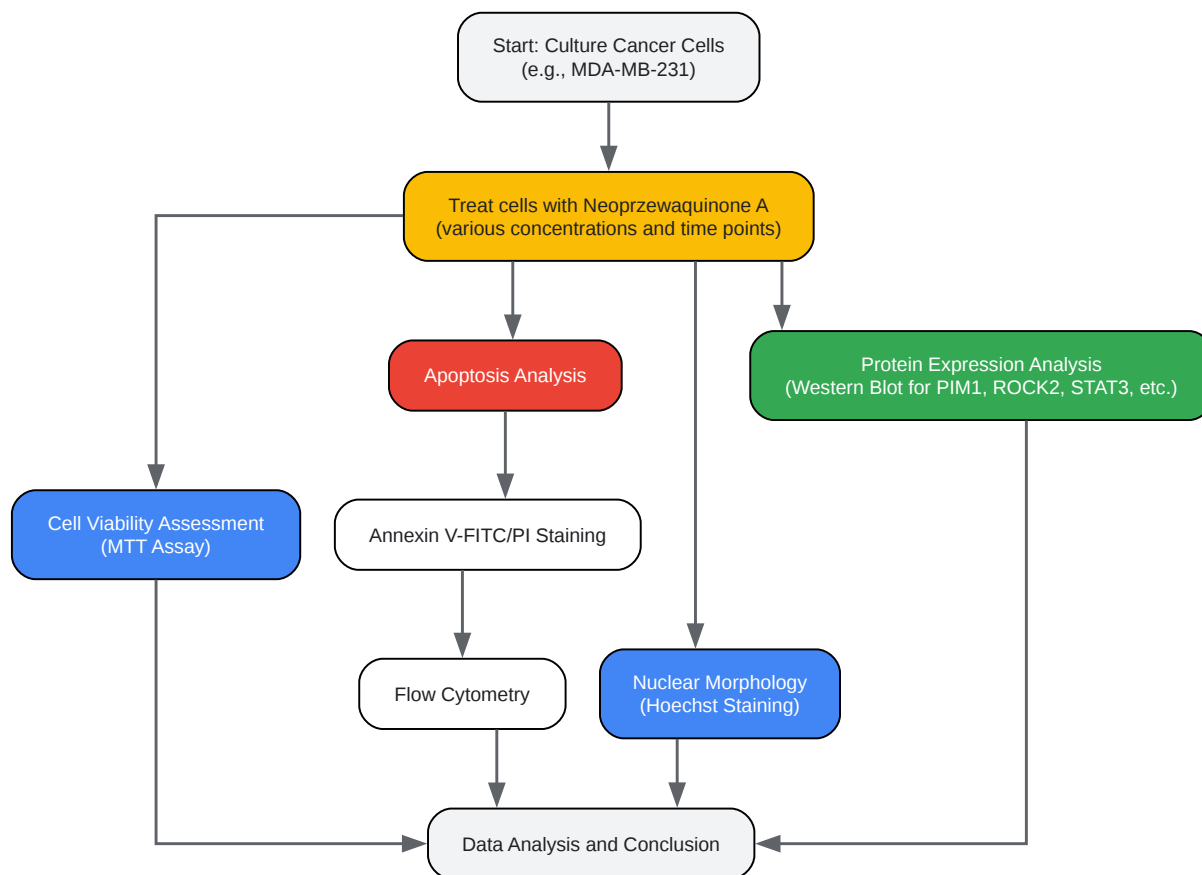 Start: Culture Cancer Cells
(e.g., MDA-MB-231)
Treat cells with Neoprzewaquinone A
(various concentrations and time points)
Apoptosis Analysis
Protein Expression Analysis
(Western Blot for PIM1, ROCK2, STAT3, etc.)
Cell Viability Assessment
(MTT Assay)
Annexin V-FITC/PI Staining
Flow Cytometry
Nuclear Morphology
(Hoechst Staining)
Data Analysis and Conclusion